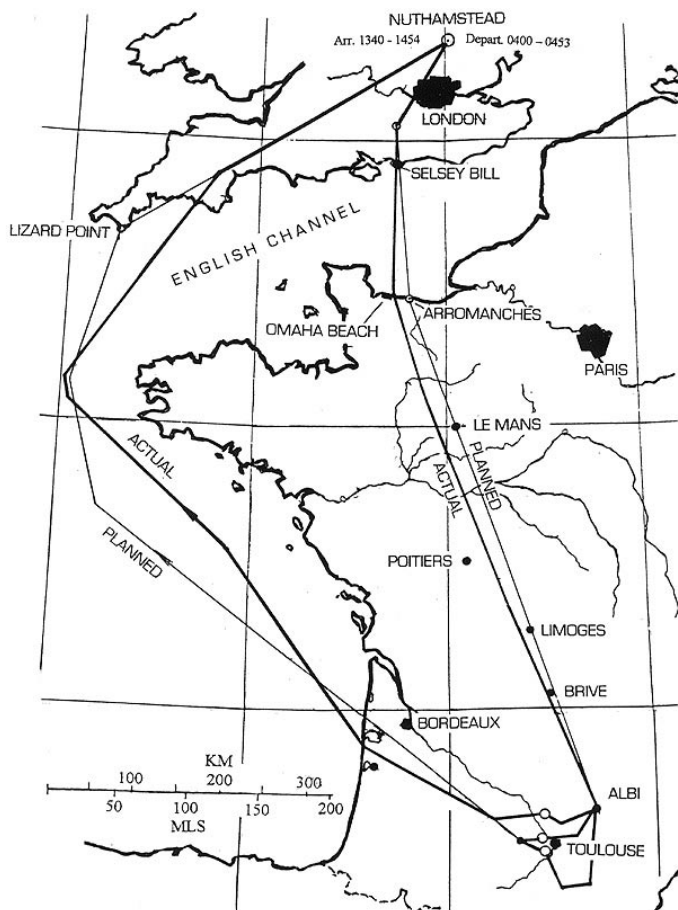 NUTHAMSTEAD
Arr. 1340 - 1454
Depart. 0400 – 0453
LONDON
SELSEY BILL
LIZARD POINT
ENGLISH CHANNEL
OMAHA BEACH
ARROMANCHES
PARIS
LE MANS
ACTUAL
PLANNED
ACTUAL
PLANNED
POITIERS
LIMOGES
BRIVE
BORDEAUX
KM
100 200 300
50 100 150 200
MLS
ALBI
TOULOUSE